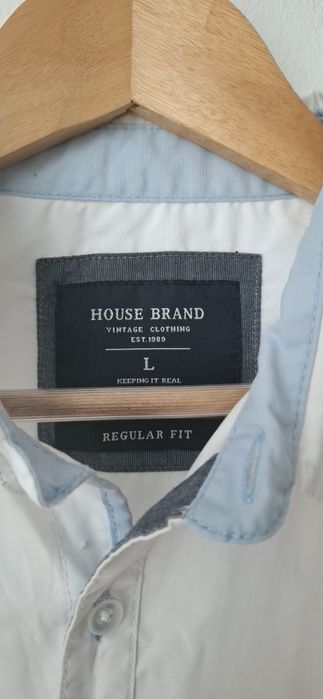 HOUSE BRAND
VINTAGE CLOTHING
EST.1989
L
KEEPING IT REAL
REGULAR FIT